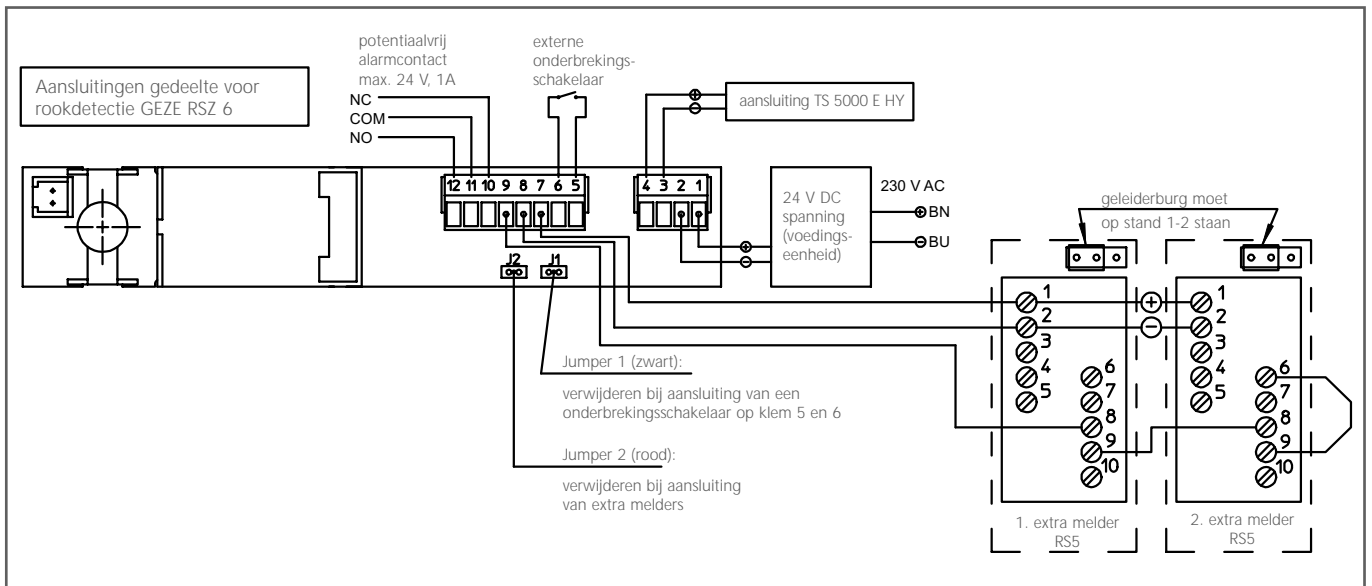 Aansluitingen gedeelte voor
rookdetectie GEZE RSZ 6
potentiaalvrij
alarmcontact
max. 24 V, 1A
NC
COM
NO
externe
onderbrekings-
schakelaar
aansluiting TS 5000 E HY
12 11 10 9 8 7 6 5
4 3 2 1
J2 J1
24 V DC
spanning
(voedings-
eenheid)
230 V AC
BN
BU
geleiderburg moet
op stand 1-2 staan
1
2
3
4
5
6
7
8
9
10
1. extra melder
RS5
1
2
3
4
5
6
7
8
9
10
2. extra melder
RS5
Jumper 1 (zwart):
verwijderen bij aansluiting van een
onderbrekingsschakelaar op klem 5 en 6
Jumper 2 (rood):
verwijderen bij aansluiting
van extra melders